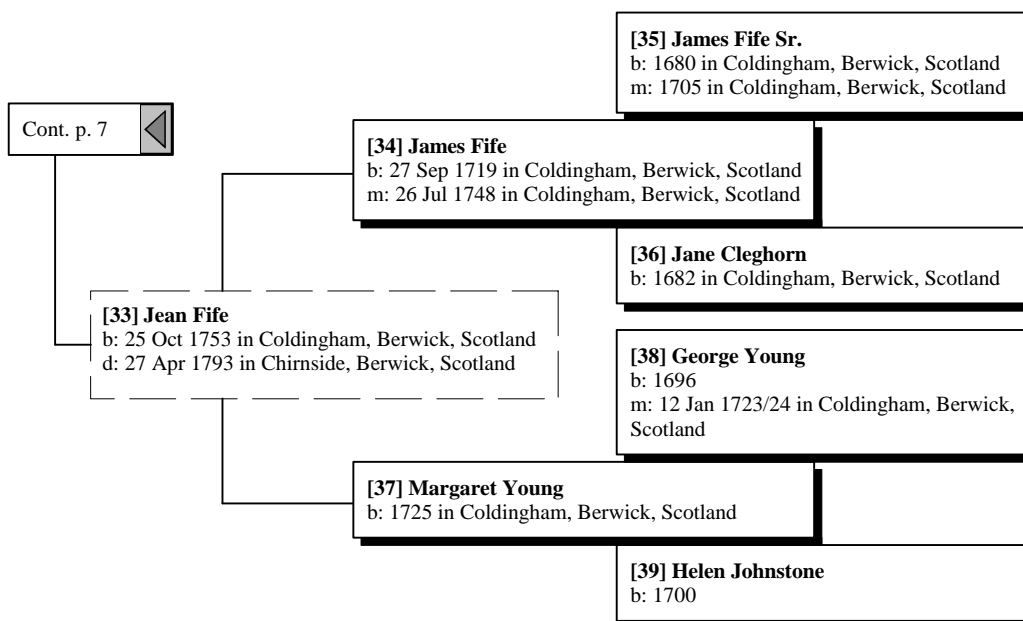 [35] James Fife Sr.
b: 1680 in Coldingham, Berwick, Scotland
m: 1705 in Coldingham, Berwick, Scotland
Cont. p. 7
[34] James Fife
b: 27 Sep 1719 in Coldingham, Berwick, Scotland
m: 26 Jul 1748 in Coldingham, Berwick, Scotland
[36] Jane Cleghorn
b: 1682 in Coldingham, Berwick, Scotland
[33] Jean Fife
b: 25 Oct 1753 in Coldingham, Berwick, Scotland
d: 27 Apr 1793 in Chirnside, Berwick, Scotland
[38] George Young
b: 1696
m: 12 Jan 1723/24 in Coldingham, Berwick,
Scotland
[37] Margaret Young
b: 1725 in Coldingham, Berwick, Scotland
[39] Helen Johnstone
b: 1700